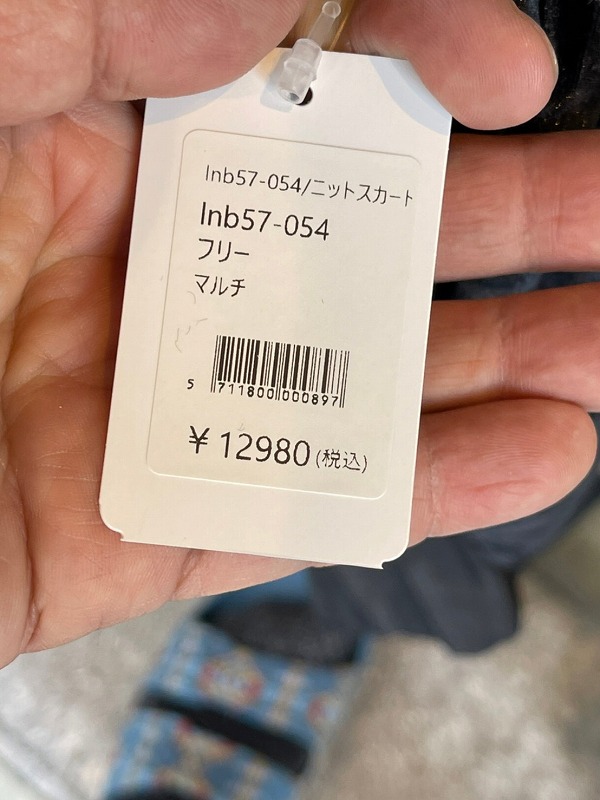 lnb57-054/ニットスカート
lnb57-054
フリー
マルチ
5 711800 000897
¥ 12980(税込)